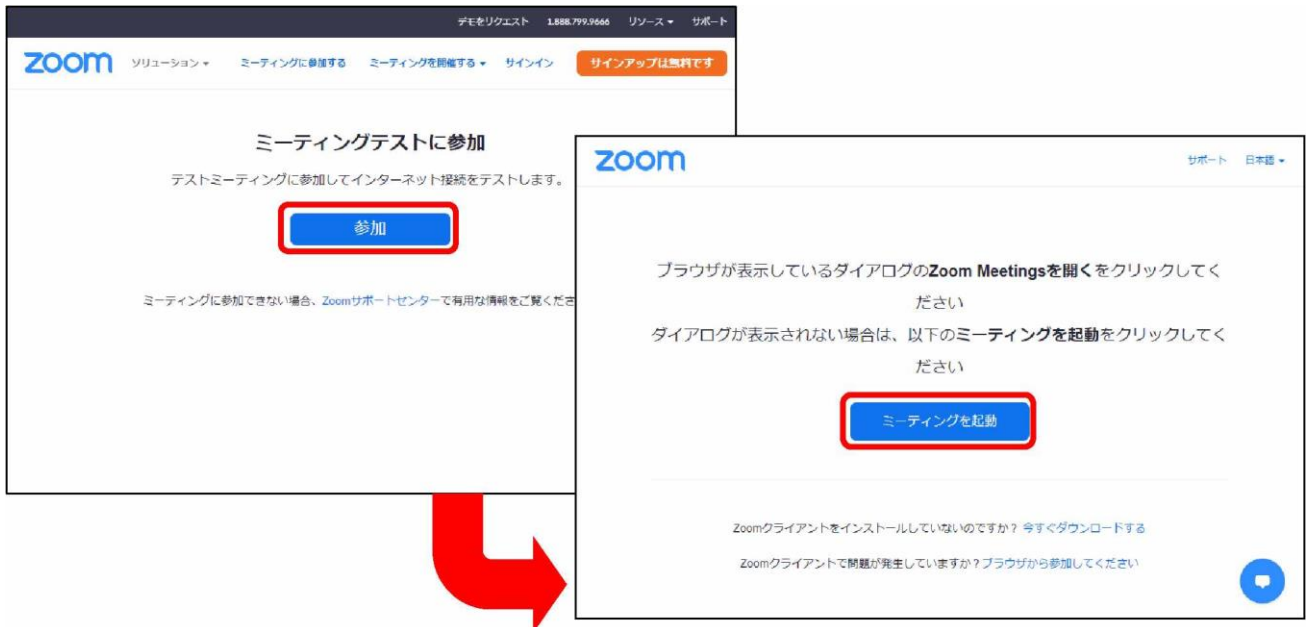 デモをリクエスト 1.888.799.9666 リソース サポート
zoom ソリューション ミーティングに参加する ミーティングを開催する サインイン サインアップは無料です
ミーティングテストに参加
テストミーティングに参加してインターネット接続をテストします。
参加
ミーティングに参加できない場合、Zoomサポートセンターで有用な情報をご覧くださ
zoom サポート 日本語
ブラウザが表示しているダイアログのZoom Meetingsを開くをクリックしてく
ださい
ダイアログが表示されない場合は、以下のミーティングを起動をクリックしてく
ださい
ミーティングを起動
Zoomクライアントをインストールしていないのですか？ 今すぐダウンロードする
Zoomクライアントで問題が発生していますか？ブラウザから参加してください